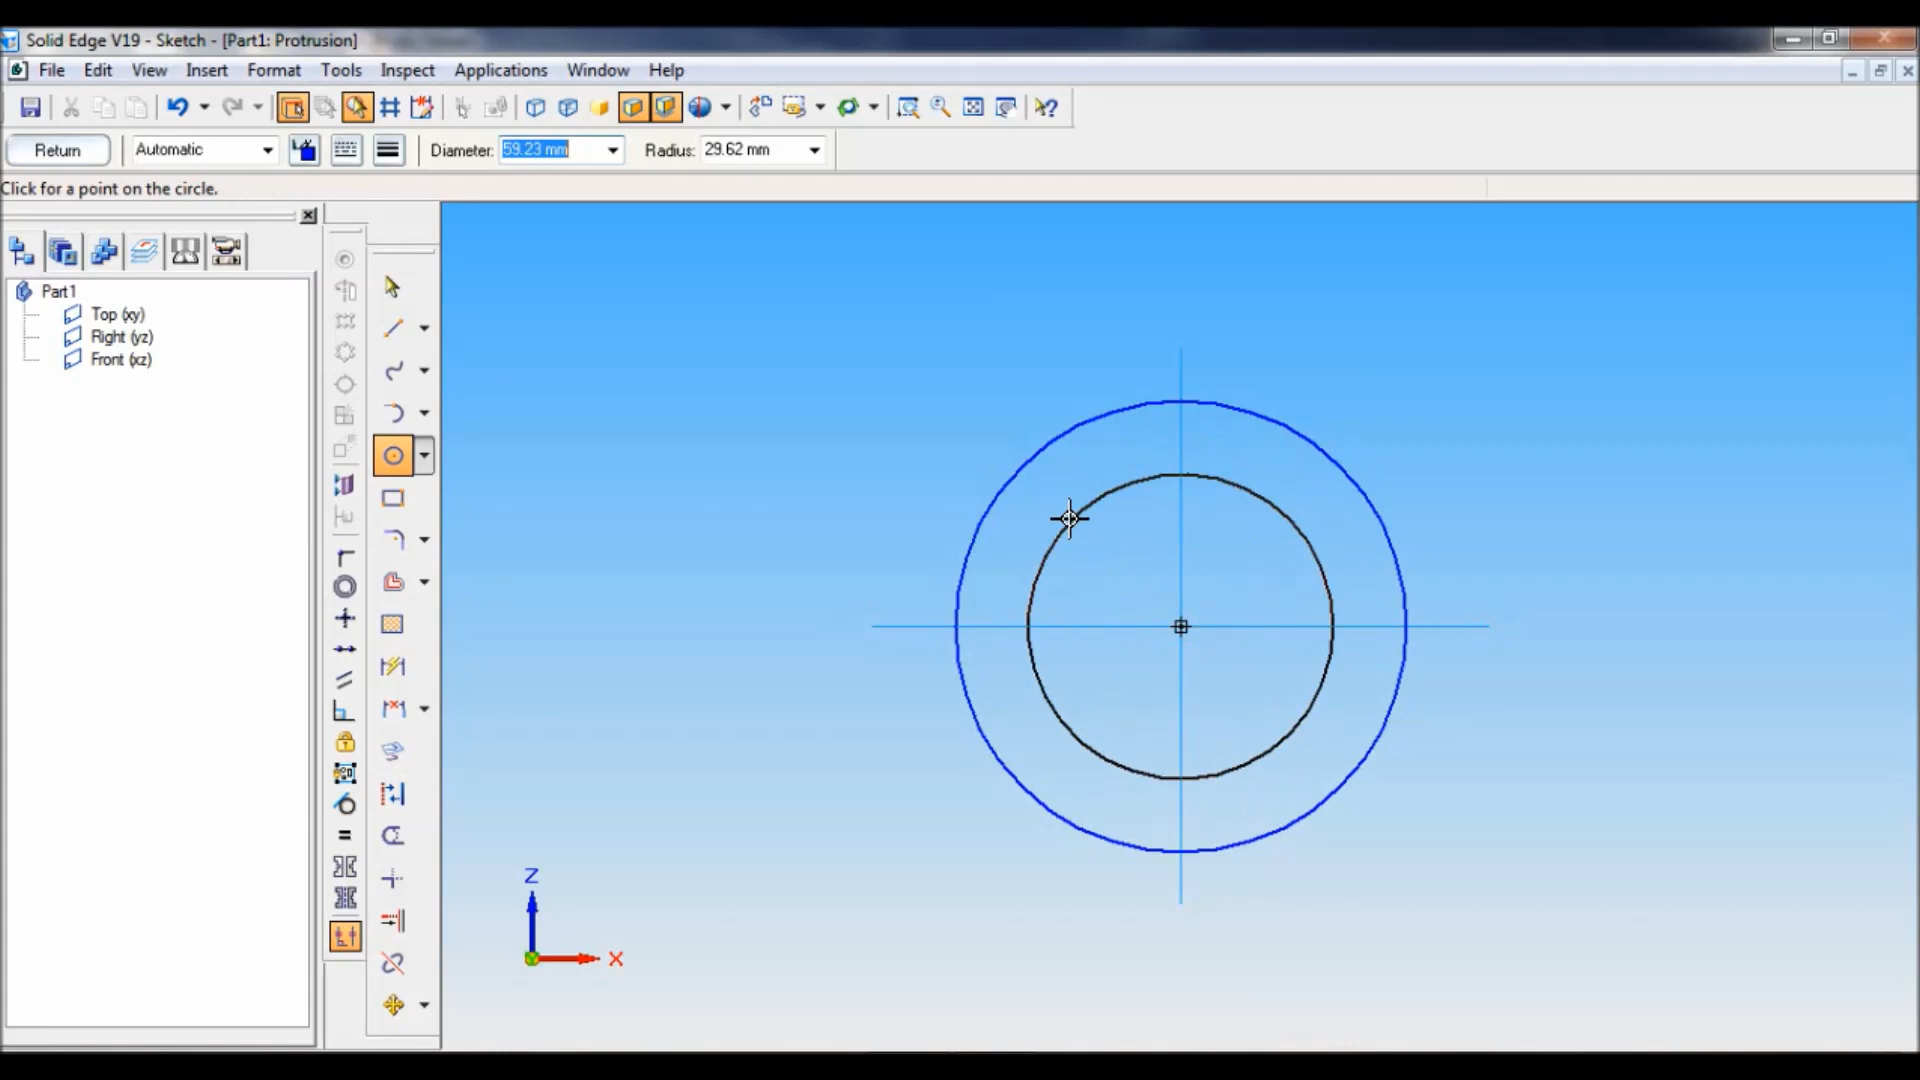 Solid Edge V19 - Sketch - [Part1: Protrusion]
File Edit View Insert Format Tools Inspect Applications Window Help
Return Automatic Diameter: 59.23 mm Radius: 29.62 mm
Click for a point on the circle.
Part1
Top (xy)
Right (yz)
Front (xz)
Z
X